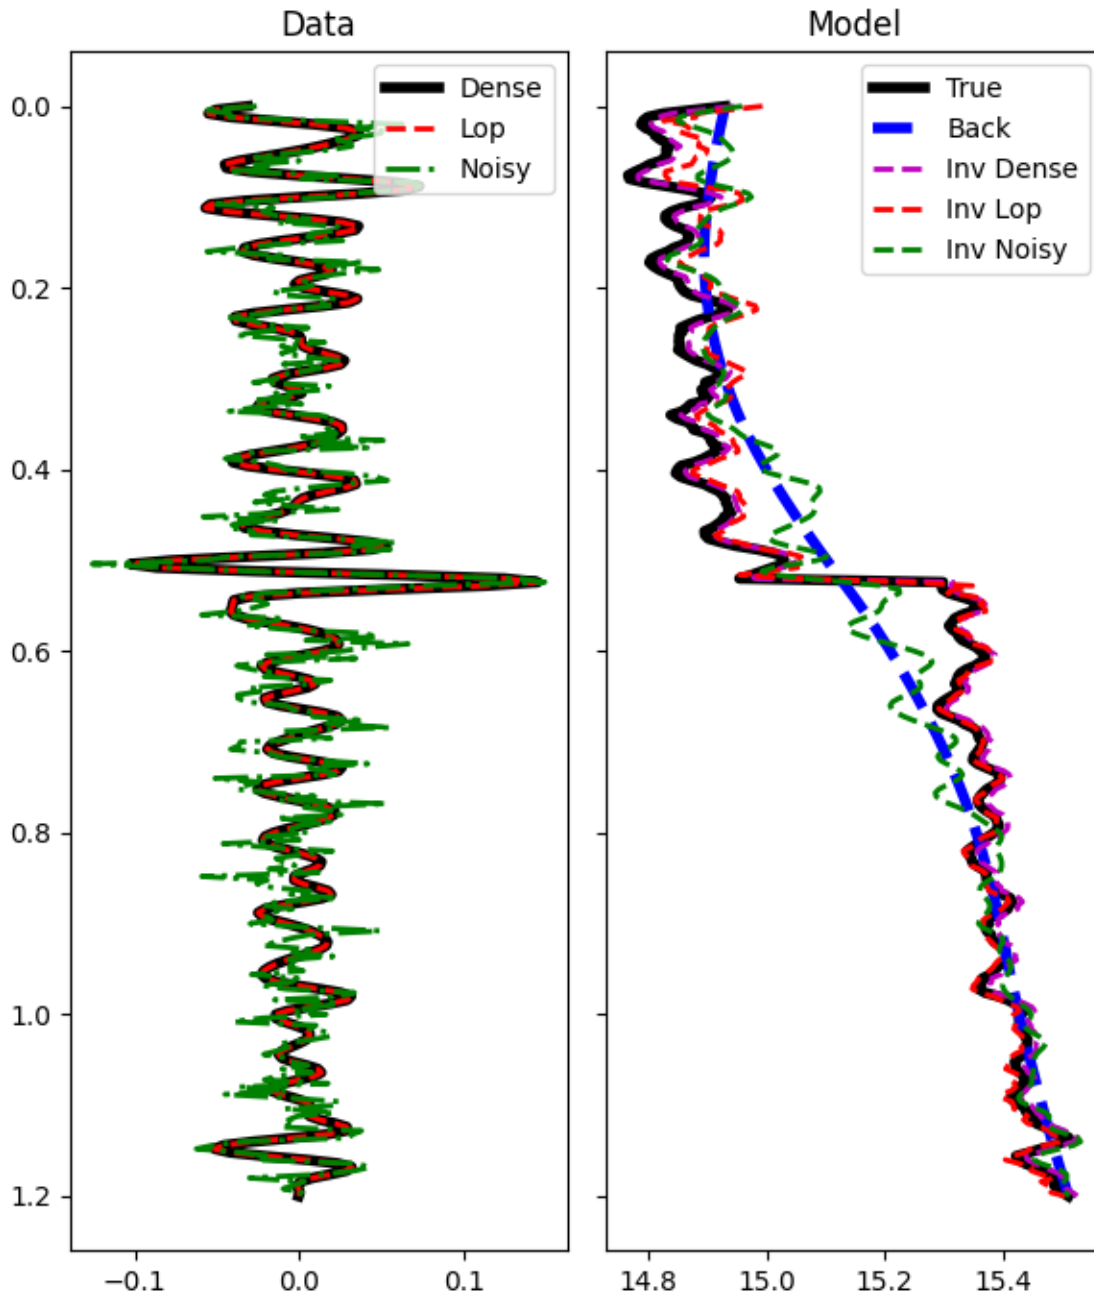 Data
Model
Dense
Lop
Noisy
True
Back
Inv Dense
Inv Lop
Inv Noisy
0.0
0.2
0.4
0.6
0.8
1.0
1.2
−0.1
0.0
0.1
14.8
15.0
15.2
15.4